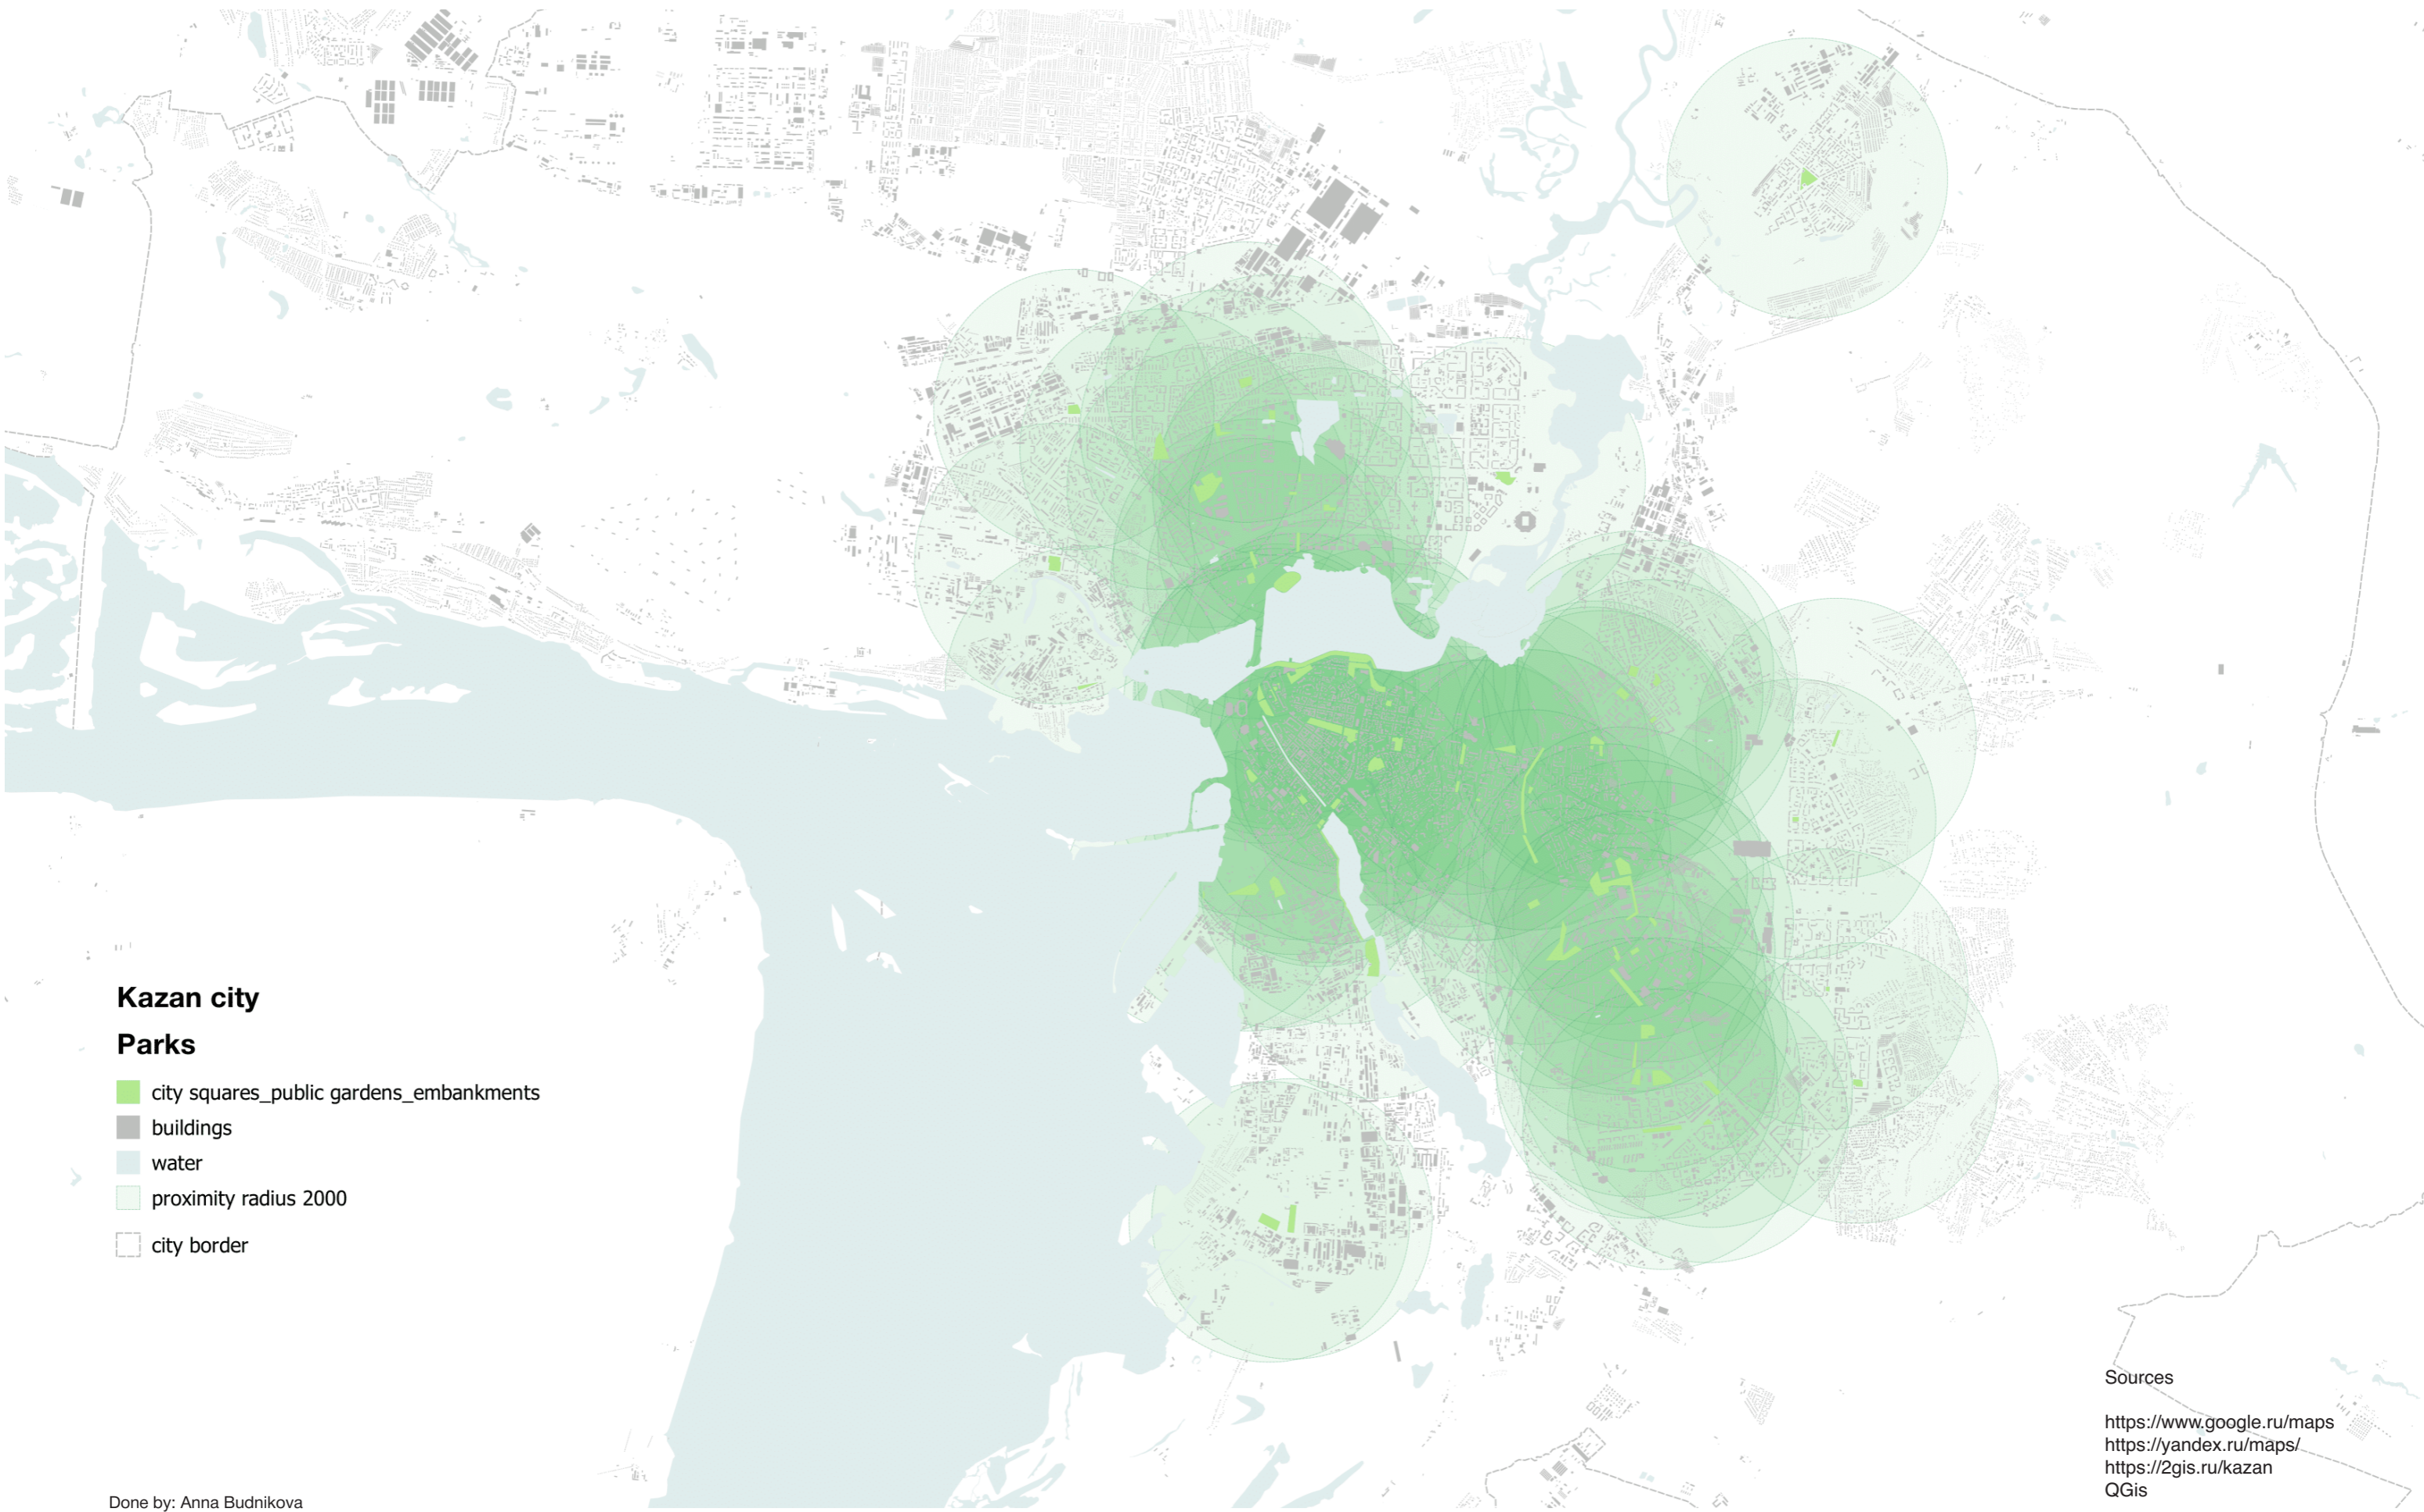 Kazan city
Parks
city squares_public gardens_embankments
buildings
water
proximity radius 2000
city border
Done by: Anna Budnikova
Sources
https://www.google.ru/maps
https://yandex.ru/maps/
https://2gis.ru/kazan
QGis